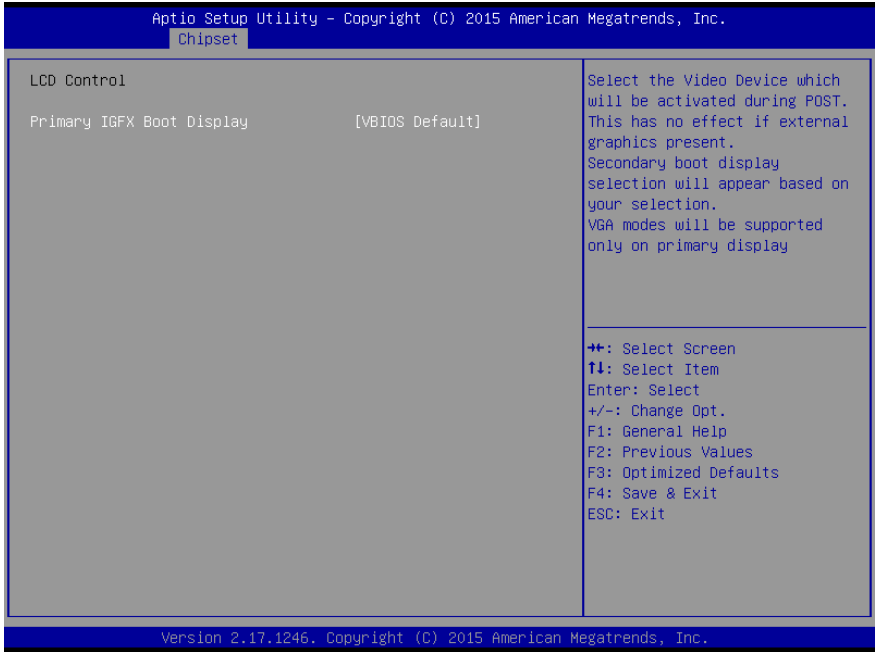 Aptio Setup Utility – Copyright (C) 2015 American Megatrends, Inc.
Chipset
LCD Control
Primary IGFX Boot Display [VBIOS Default]
Select the Video Device which
will be activated during POST.
This has no effect if external
graphics present.
Secondary boot display
selection will appear based on
your selection.
VGA modes will be supported
only on primary display
→←: Select Screen
↑↓: Select Item
Enter: Select
+/-: Change Opt.
F1: General Help
F2: Previous Values
F3: Optimized Defaults
F4: Save & Exit
ESC: Exit
Version 2.17.1246. Copyright (C) 2015 American Megatrends, Inc.